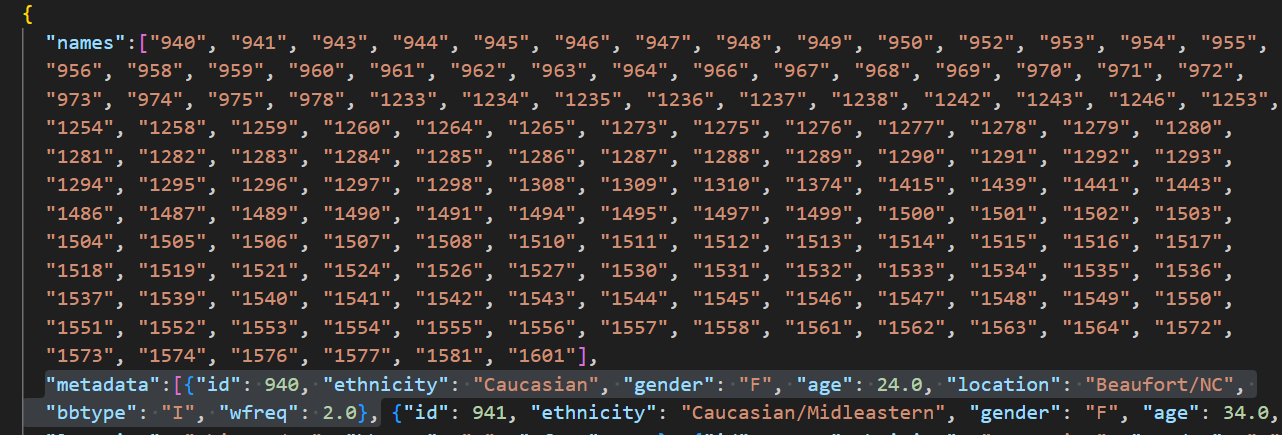 {
"names":["940", "941", "943", "944", "945", "946", "947", "948", "949", "950", "952", "953", "954", "955",
"956", "958", "959", "960", "961", "962", "963", "964", "966", "967", "968", "969", "970", "971", "972",
"973", "974", "975", "978", "1233", "1234", "1235", "1236", "1237", "1238", "1242", "1243", "1246", "1253",
"1254", "1258", "1259", "1260", "1264", "1265", "1273", "1275", "1276", "1277", "1278", "1279", "1280",
"1281", "1282", "1283", "1284", "1285", "1286", "1287", "1288", "1289", "1290", "1291", "1292", "1293",
"1294", "1295", "1296", "1297", "1298", "1308", "1309", "1310", "1374", "1415", "1439", "1441", "1443",
"1486", "1487", "1489", "1490", "1491", "1494", "1495", "1497", "1499", "1500", "1501", "1502", "1503",
"1504", "1505", "1506", "1507", "1508", "1510", "1511", "1512", "1513", "1514", "1515", "1516", "1517",
"1518", "1519", "1521", "1524", "1526", "1527", "1530", "1531", "1532", "1533", "1534", "1535", "1536",
"1537", "1539", "1540", "1541", "1542", "1543", "1544", "1545", "1546", "1547", "1548", "1549", "1550",
"1551", "1552", "1553", "1554", "1555", "1556", "1557", "1558", "1561", "1562", "1563", "1564", "1572",
"1573", "1574", "1576", "1577", "1581", "1601"],
"metadata":[{"id": 940, "ethnicity": "Caucasian", "gender": "F", "age": 24.0, "location": "Beaufort/NC",
"bbtype": "I", "wfreq": 2.0}, {"id": 941, "ethnicity": "Caucasian/Midleastern", "gender": "F", "age": 34.0,